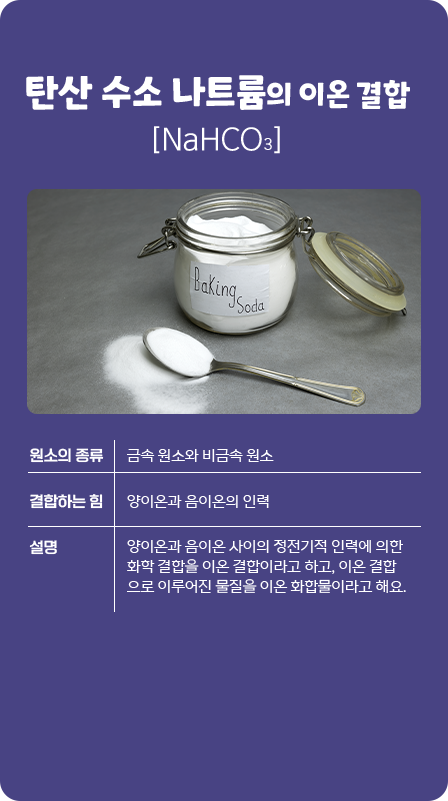 탄산 수소 나트륨의 이온 결합
[NaHCO₃]
Baking
Soda
원소의 종류 금속 원소와 비금속 원소
결합하는 힘 양이온과 음이온의 인력
설명 양이온과 음이온 사이의 정전기적 인력에 의한
화학 결합을 이온 결합이라고 하고, 이온 결합
으로 이루어진 물질을 이온 화합물이라고 해요.